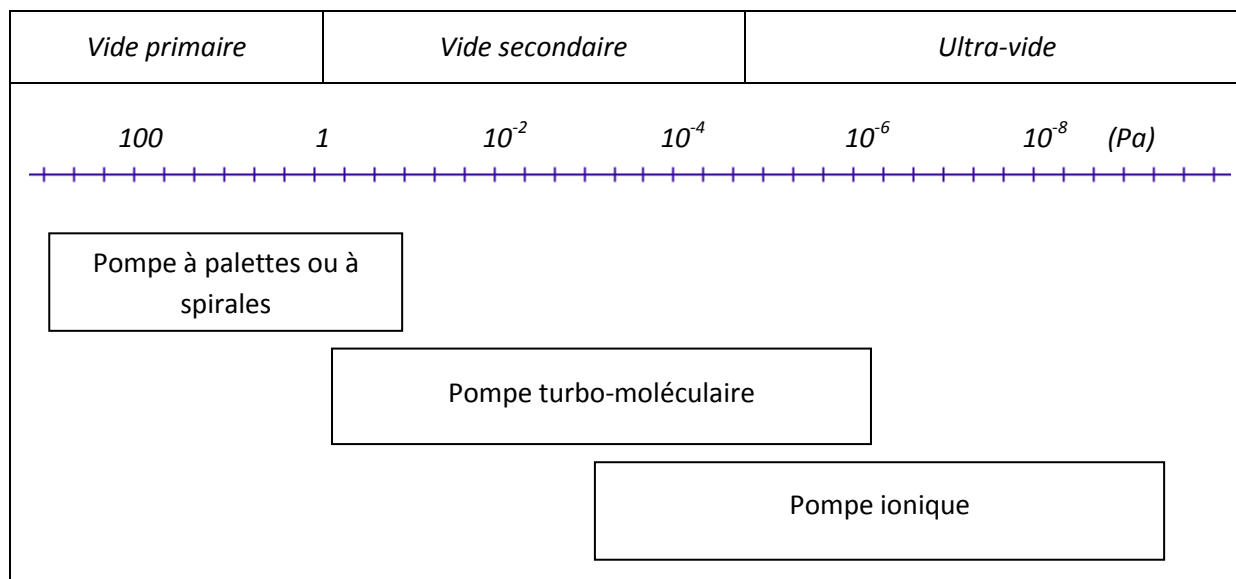 Vide primaire Vide secondaire Ultra-vide
100 1 10⁻² 10⁻⁴ 10⁻⁶ 10⁻⁸ (Pa)
Pompe à palettes ou à
spirales
Pompe turbo-moléculaire
Pompe ionique